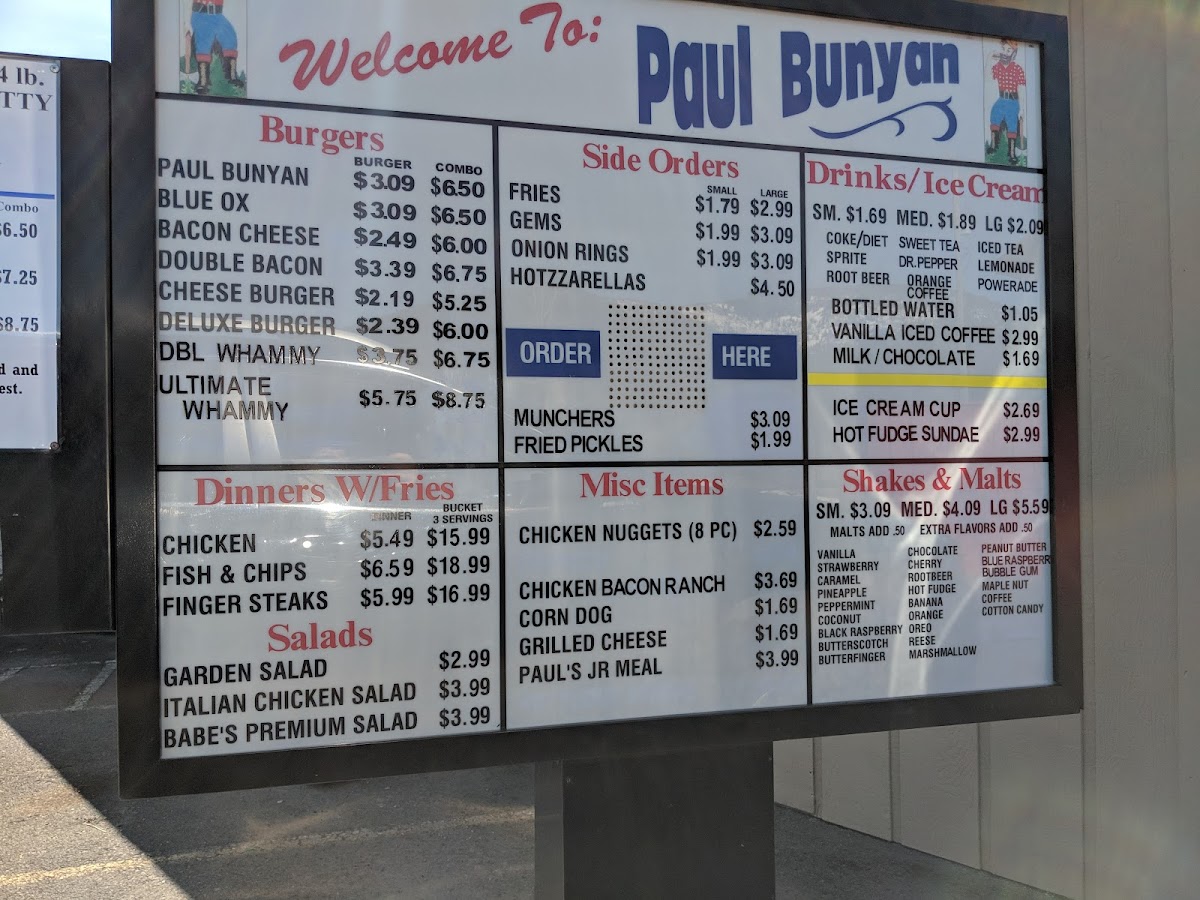 4 lb.
TTY
Combo
$6.50
$7.25
$8.75
d and
est.
Welcome To: Paul Bunyan
Burgers
BURGER COMBO
PAUL BUNYAN $3.09 $6.50
BLUE OX $3.09 $6.50
BACON CHEESE $2.49 $6.00
DOUBLE BACON $3.39 $6.75
CHEESE BURGER $2.19 $5.25
DELUXE BURGER $2.39 $6.00
DBL WHAMMY $3.75 $6.75
ULTIMATE
WHAMMY $5.75 $8.75
Side Orders
SMALL LARGE
FRIES $1.79 $2.99
GEMS $1.99 $3.09
ONION RINGS $1.99 $3.09
HOTZZARELLAS $4.50
ORDER HERE
MUNCHERS $3.09
FRIED PICKLES $1.99
Drinks/Ice Cream
SM. $1.69 MED. $1.89 LG $2.09
COKE/DIET SWEET TEA ICED TEA
SPRITE DR.PEPPER LEMONADE
ROOT BEER ORANGE POWERADE
COFFEE
BOTTLED WATER $1.05
VANILLA ICED COFFEE $2.99
MILK / CHOCOLATE $1.69
ICE CREAM CUP $2.69
HOT FUDGE SUNDAE $2.99
Dinners W/Fries
DINNER BUCKET
3 SERVINGS
CHICKEN $5.49 $15.99
FISH & CHIPS $6.59 $18.99
FINGER STEAKS $5.99 $16.99
Salads
GARDEN SALAD $2.99
ITALIAN CHICKEN SALAD $3.99
BABE'S PREMIUM SALAD $3.99
Misc Items
CHICKEN NUGGETS (8 PC) $2.59
CHICKEN BACON RANCH $3.69
CORN DOG $1.69
GRILLED CHEESE $1.69
PAUL'S JR MEAL $3.99
Shakes & Malts
SM. $3.09 MED. $4.09 LG $5.59
MALTS ADD .50 EXTRA FLAVORS ADD .50
VANILLA CHOCOLATE PEANUT BUTTER
STRAWBERRY CHERRY BLUE RASPBERRY
CARAMEL ROOTBEER BUBBLE GUM
PINEAPPLE HOT FUDGE MAPLE NUT
PEPPERMINT BANANA COFFEE
COCONUT ORANGE COTTON CANDY
BLACK RASPBERRY OREO
BUTTERSCOTCH REESE
BUTTERFINGER MARSHMALLOW